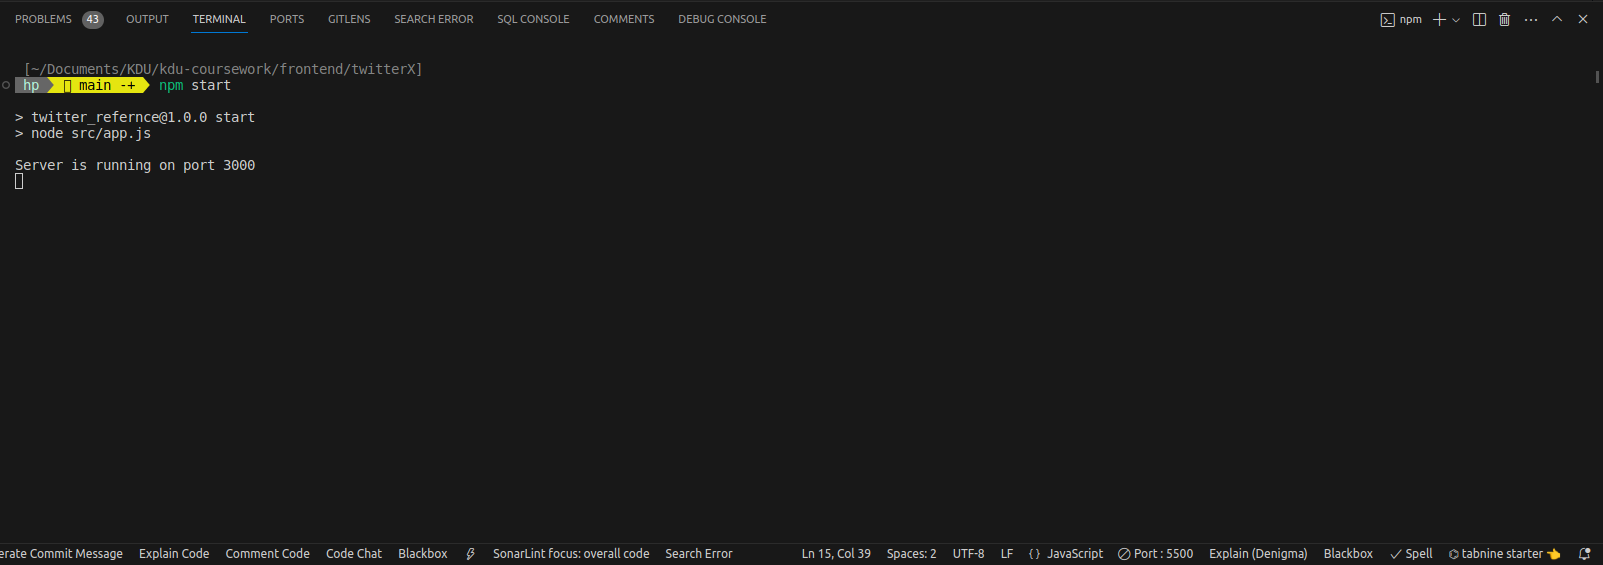 PROBLEMS 43 OUTPUT TERMINAL PORTS GITLENS SEARCH ERROR SQL CONSOLE COMMENTS DEBUG CONSOLE npm
[~/Documents/KDU/kdu-coursework/frontend/twitterX]
hp main -+ npm start
> twitter_refernce@1.0.0 start
> node src/app.js
Server is running on port 3000
erate Commit Message Explain Code Comment Code Code Chat Blackbox SonarLint focus: overall code Search Error Ln 15, Col 39 Spaces: 2 UTF-8 LF {} JavaScript Port : 5500 Explain (Denigma) Blackbox Spell tabnine starter